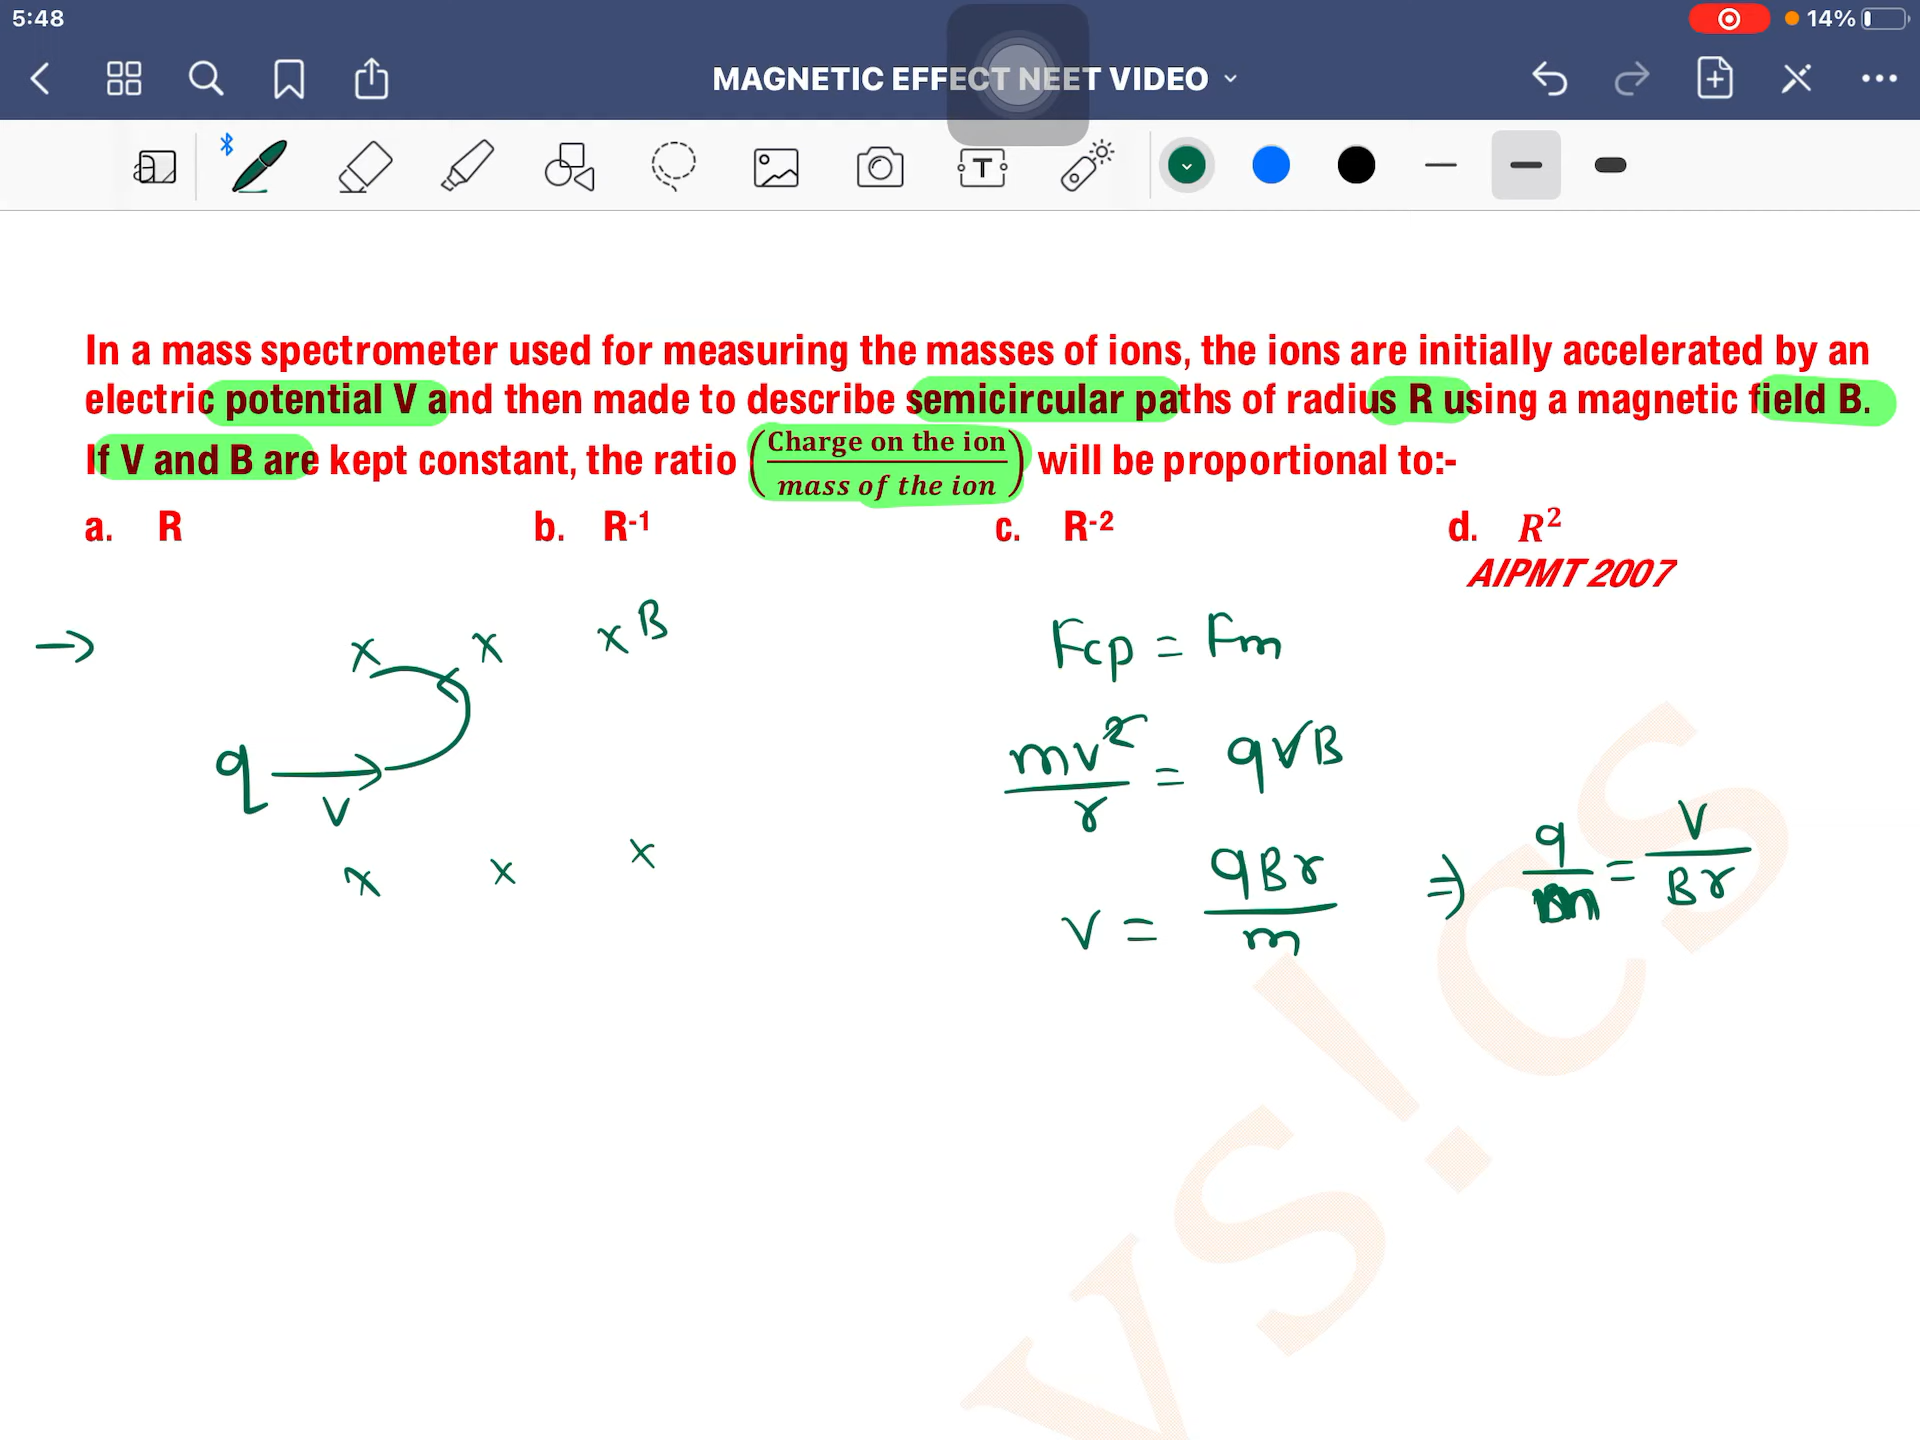 5:48
14%
MAGNETIC EFFECT NEET VIDEO
In a mass spectrometer used for measuring the masses of ions, the ions are initially accelerated by an
electric potential V and then made to describe semicircular paths of radius R using a magnetic field B.
If V and B are kept constant, the ratio (Charge on the ion / mass of the ion) will be proportional to:-
a. R b. R⁻¹ c. R⁻² d. R²
AIPMT 2007
→ x x x B
Fcp = Fm
q → v
mv²/r = qvB
x x x
v = qBr/m ⇒ q/m = v/Br
vs!cs